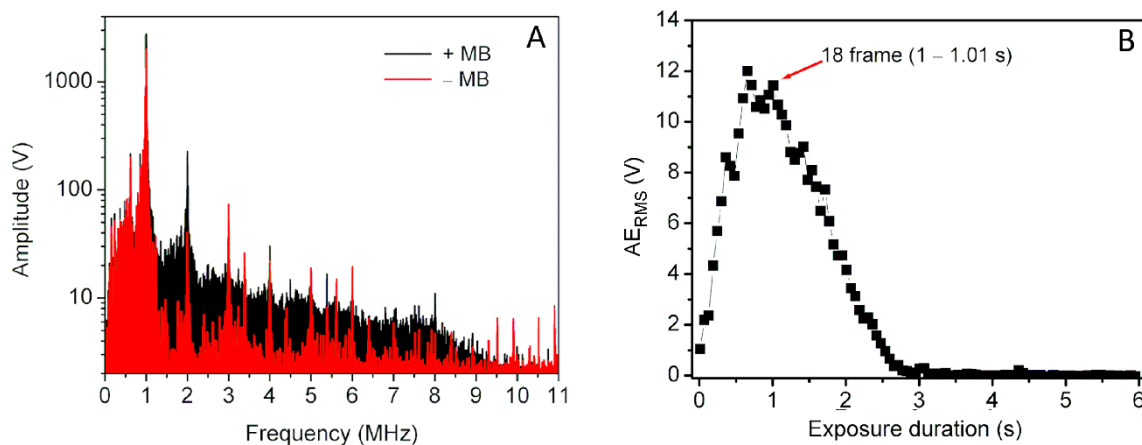 A
+ MB
– MB
1000
100
10
Amplitude (V)
0 1 2 3 4 5 6 7 8 9 10 11
Frequency (MHz)
B
18 frame (1 – 1.01 s)
14
12
10
8
6
4
2
0
AE_RMS (V)
0 1 2 3 4 5 6
Exposure duration (s)